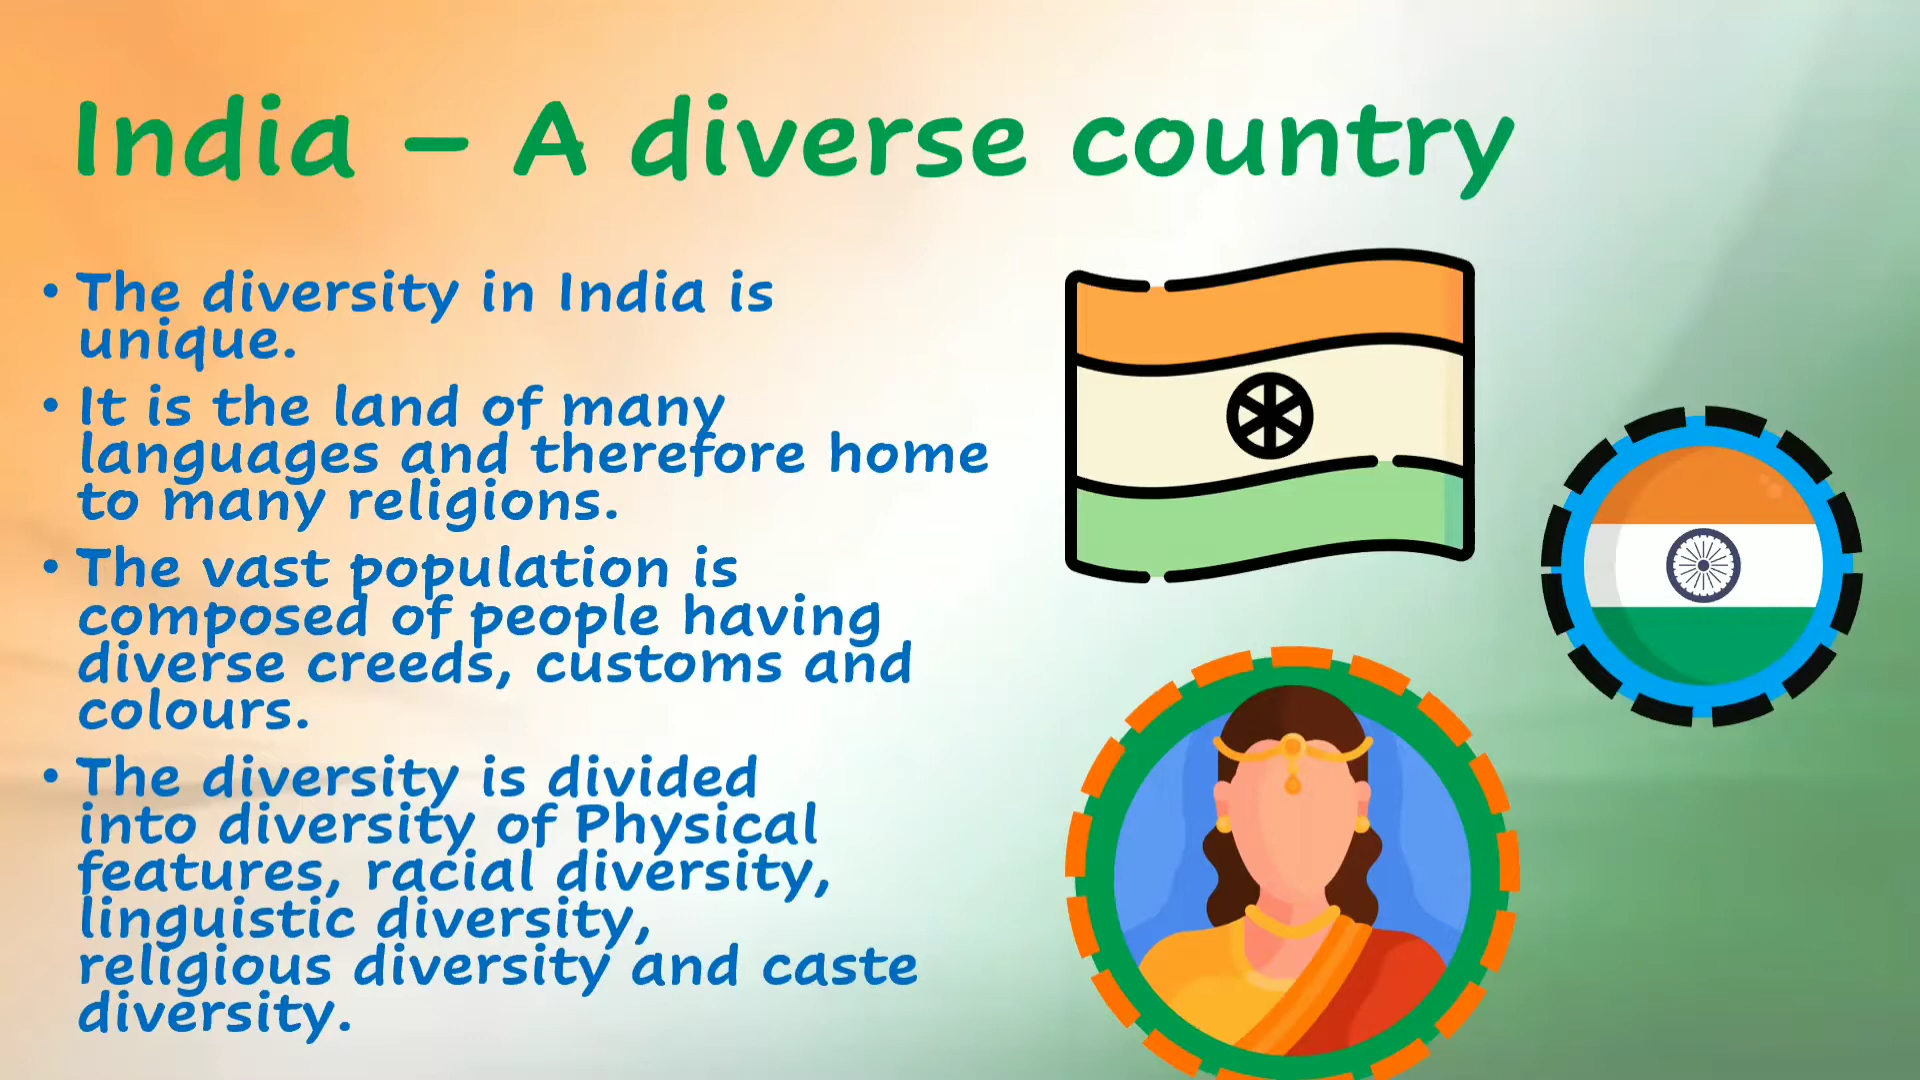 India – A diverse country
• The diversity in India is
unique.
• It is the land of many
languages and therefore home
to many religions.
• The vast population is
composed of people having
diverse creeds, customs and
colours.
• The diversity is divided
into diversity of Physical
features, racial diversity,
linguistic diversity,
religious diversity and caste
diversity.